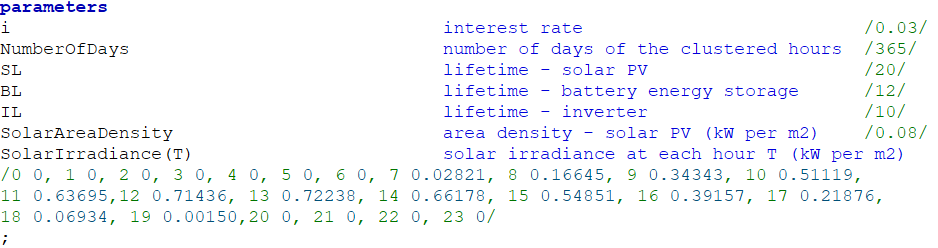 parameters
i interest rate /0.03/
NumberOfDays number of days of the clustered hours /365/
SL lifetime - solar PV /20/
BL lifetime - battery energy storage /12/
IL lifetime - inverter /10/
SolarAreaDensity area density - solar PV (kW per m2) /0.08/
SolarIrradiance(T) solar irradiance at each hour T (kW per m2)
/0 0, 1 0, 2 0, 3 0, 4 0, 5 0, 6 0, 7 0.02821, 8 0.16645, 9 0.34343, 10 0.51119,
11 0.63695,12 0.71436, 13 0.72238, 14 0.66178, 15 0.54851, 16 0.39157, 17 0.21876,
18 0.06934, 19 0.00150,20 0, 21 0, 22 0, 23 0/
;